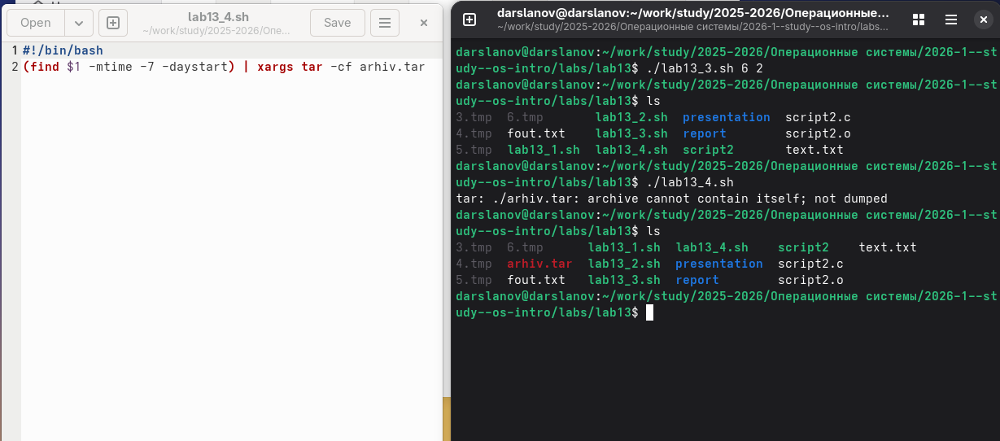 Open
lab13_4.sh
~/work/study/2025-2026/Опе...
Save
1 #!/bin/bash
2 (find $1 -mtime -7 -daystart) | xargs tar -cf arhiv.tar
darslanov@darslanov:~/work/study/2025-2026/Операционные...
~/work/study/2025-2026/Операционные системы/2026-1--study--os-intro/labs...
darslanov@darslanov:~/work/study/2025-2026/Операционные системы/2026-1--st
udy--os-intro/labs/lab13$ ./lab13_3.sh 6 2
darslanov@darslanov:~/work/study/2025-2026/Операционные системы/2026-1--st
udy--os-intro/labs/lab13$ ls
3.tmp  6.tmp       lab13_2.sh  presentation  script2.c
4.tmp  fout.txt    lab13_3.sh  report        script2.o
5.tmp  lab13_1.sh  lab13_4.sh  script2       text.txt
darslanov@darslanov:~/work/study/2025-2026/Операционные системы/2026-1--st
udy--os-intro/labs/lab13$ ./lab13_4.sh
tar: ./arhiv.tar: archive cannot contain itself; not dumped
darslanov@darslanov:~/work/study/2025-2026/Операционные системы/2026-1--st
udy--os-intro/labs/lab13$ ls
3.tmp  6.tmp      lab13_1.sh  lab13_4.sh    script2    text.txt
4.tmp  arhiv.tar  lab13_2.sh  presentation  script2.c
5.tmp  fout.txt   lab13_3.sh  report        script2.o
darslanov@darslanov:~/work/study/2025-2026/Операционные системы/2026-1--st
udy--os-intro/labs/lab13$